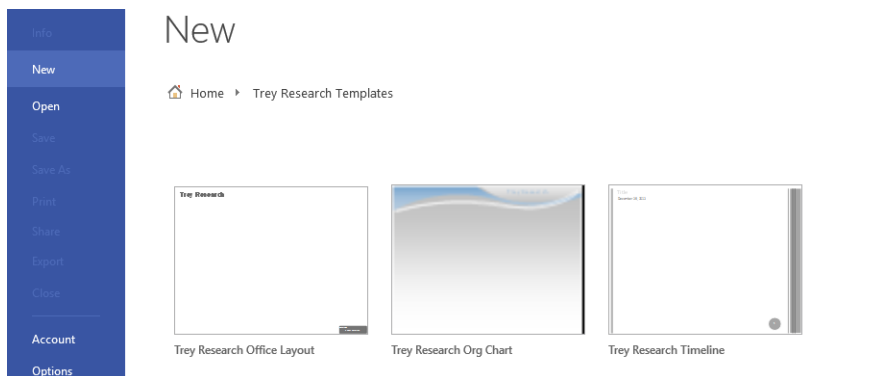 Info
New
Open
Save
Save As
Print
Share
Export
Close
Account
Options
New
Home
Trey Research Templates
Trey Research
Trey Research Office Layout
Trey Research Org Chart
Title
Trey Research Timeline